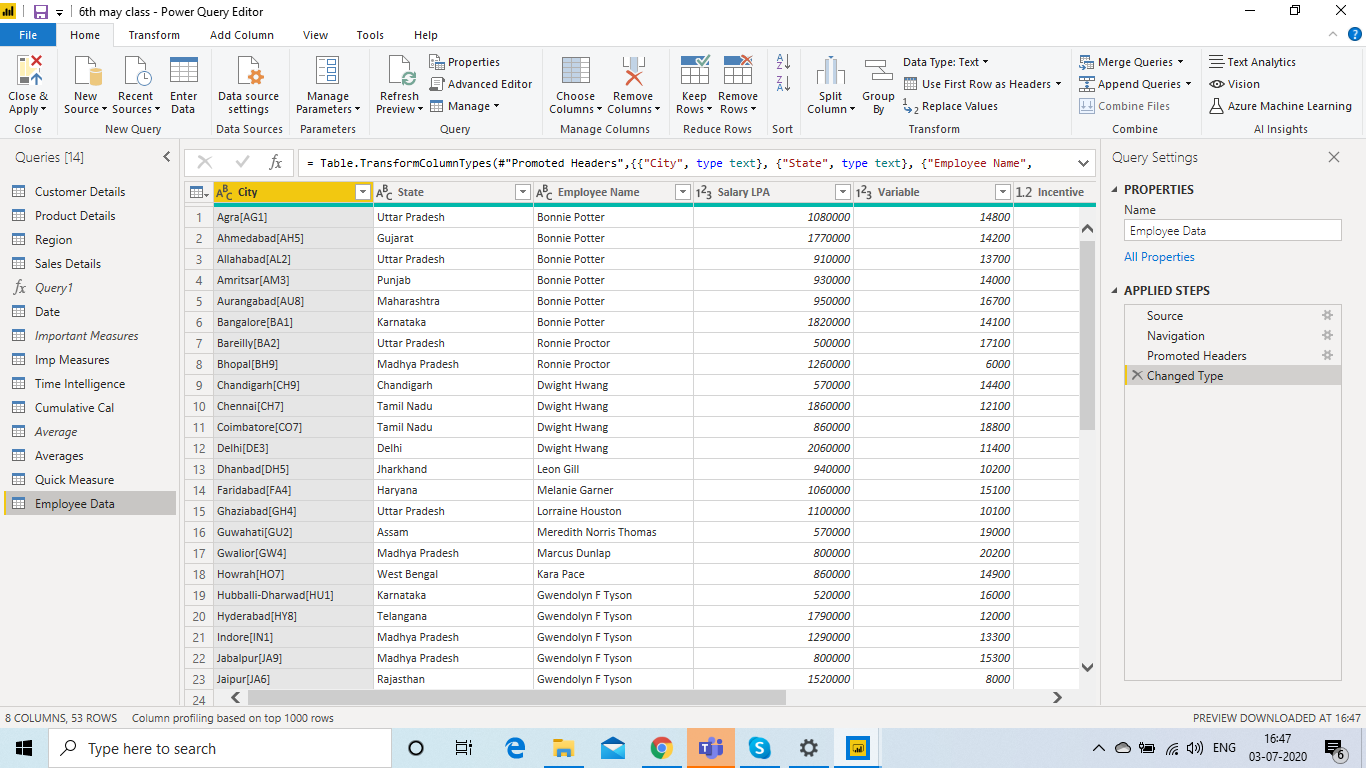 6th may class - Power Query Editor
File Home Transform Add Column View Tools Help
Close & Apply
Close
New Source
Recent Sources
Enter Data
New Query
Data source settings
Data Sources
Manage Parameters
Parameters
Refresh Preview
Properties
Advanced Editor
Manage
Query
Choose Columns
Remove Columns
Manage Columns
Keep Rows
Remove Rows
Reduce Rows
Sort
Split Column
Group By
Data Type: Text
Use First Row as Headers
Replace Values
Transform
Merge Queries
Append Queries
Combine Files
Combine
Text Analytics
Vision
Azure Machine Learning
AI Insights
Queries [14]
Customer Details
Product Details
Region
Sales Details
fx Query1
Date
Important Measures
Imp Measures
Time Intelligence
Cumulative Cal
Average
Averages
Quick Measure
Employee Data
fx = Table.TransformColumnTypes(#"Promoted Headers",{{"City", type text}, {"State", type text}, {"Employee Name",
ABC City ABC State ABC Employee Name 123 Salary LPA 123 Variable 1.2 Incentive
1 Agra[AG1] Uttar Pradesh Bonnie Potter 1080000 14800
2 Ahmedabad[AH5] Gujarat Bonnie Potter 1770000 14200
3 Allahabad[AL2] Uttar Pradesh Bonnie Potter 910000 13700
4 Amritsar[AM3] Punjab Bonnie Potter 930000 14000
5 Aurangabad[AU8] Maharashtra Bonnie Potter 950000 16700
6 Bangalore[BA1] Karnataka Bonnie Potter 1820000 14100
7 Bareilly[BA2] Uttar Pradesh Ronnie Proctor 500000 17100
8 Bhopal[BH9] Madhya Pradesh Ronnie Proctor 1260000 6000
9 Chandigarh[CH9] Chandigarh Dwight Hwang 570000 14400
10 Chennai[CH7] Tamil Nadu Dwight Hwang 1860000 12100
11 Coimbatore[CO7] Tamil Nadu Dwight Hwang 860000 18800
12 Delhi[DE3] Delhi Dwight Hwang 2060000 11400
13 Dhanbad[DH5] Jharkhand Leon Gill 940000 10200
14 Faridabad[FA4] Haryana Melanie Garner 1060000 15100
15 Ghaziabad[GH4] Uttar Pradesh Lorraine Houston 1100000 10100
16 Guwahati[GU2] Assam Meredith Norris Thomas 570000 19000
17 Gwalior[GW4] Madhya Pradesh Marcus Dunlap 800000 20200
18 Howrah[HO7] West Bengal Kara Pace 860000 14900
19 Hubballi-Dharwad[HU1] Karnataka Gwendolyn F Tyson 520000 16000
20 Hyderabad[HY8] Telangana Gwendolyn F Tyson 1790000 12000
21 Indore[IN1] Madhya Pradesh Gwendolyn F Tyson 1290000 13300
22 Jabalpur[JA9] Madhya Pradesh Gwendolyn F Tyson 800000 15300
23 Jaipur[JA6] Rajasthan Gwendolyn F Tyson 1520000 8000
24
Query Settings
PROPERTIES
Name
Employee Data
All Properties
APPLIED STEPS
Source
Navigation
Promoted Headers
Changed Type
8 COLUMNS, 53 ROWS Column profiling based on top 1000 rows PREVIEW DOWNLOADED AT 16:47
Type here to search
ENG
16:47
03-07-2020
6